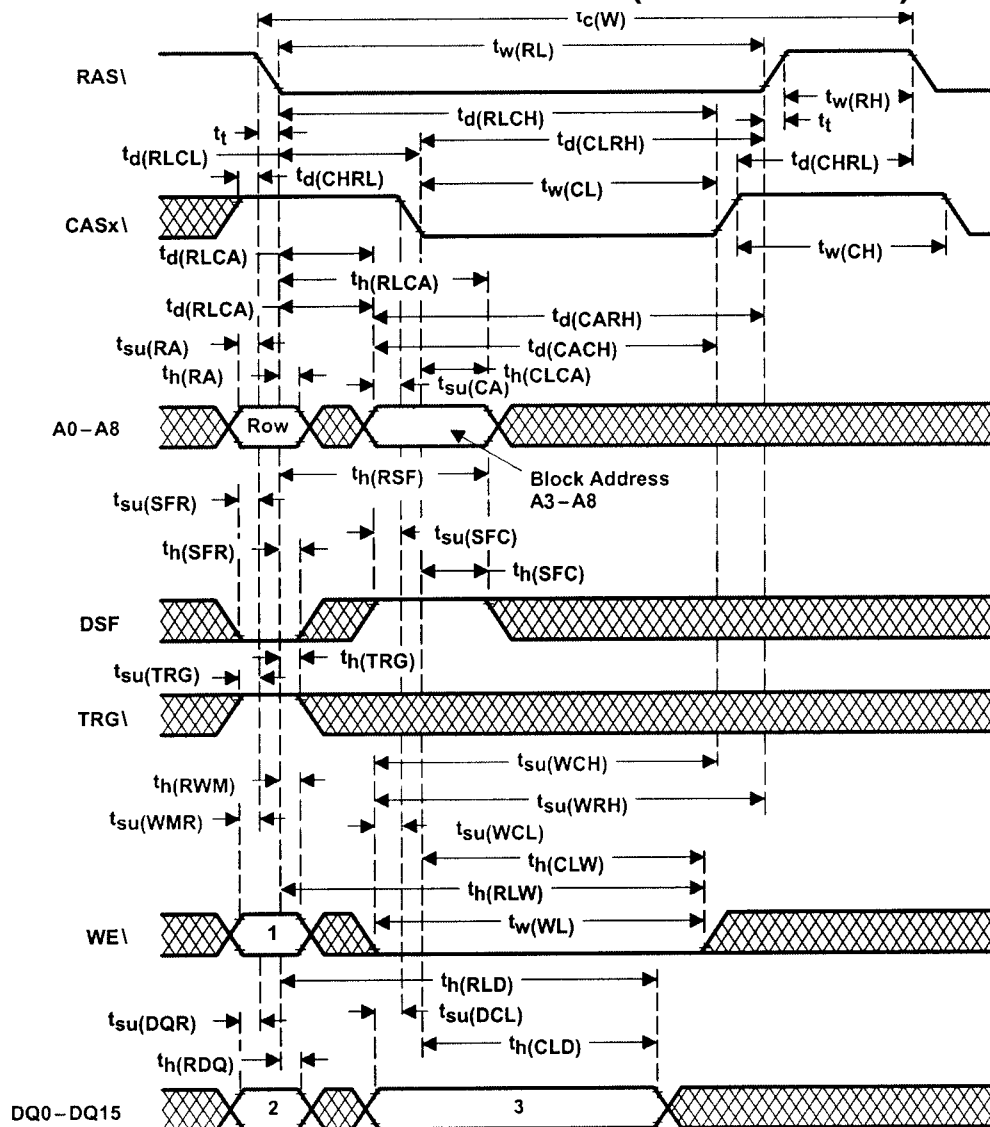 tc(W)
tw(RL)
RAS\
tw(RH)
td(RLCH)
tt
tt
td(CLRH)
td(RLCL)
td(CHRL)
td(CHRL)
tw(CL)
CASx\
td(RLCA)
tw(CH)
th(RLCA)
td(RLCA)
td(CARH)
tsu(RA)
td(CACH)
th(RA)
th(CLCA)
tsu(CA)
A0–A8
Row
th(RSF)
Block Address
A3–A8
tsu(SFR)
tsu(SFC)
th(SFR)
th(SFC)
DSF
th(TRG)
tsu(TRG)
TRG\
tsu(WCH)
th(RWM)
tsu(WRH)
tsu(WMR)
tsu(WCL)
th(CLW)
th(RLW)
tw(WL)
WE\
1
th(RLD)
tsu(DQR)
tsu(DCL)
th(CLD)
th(RDQ)
DQ0–DQ15
2
3